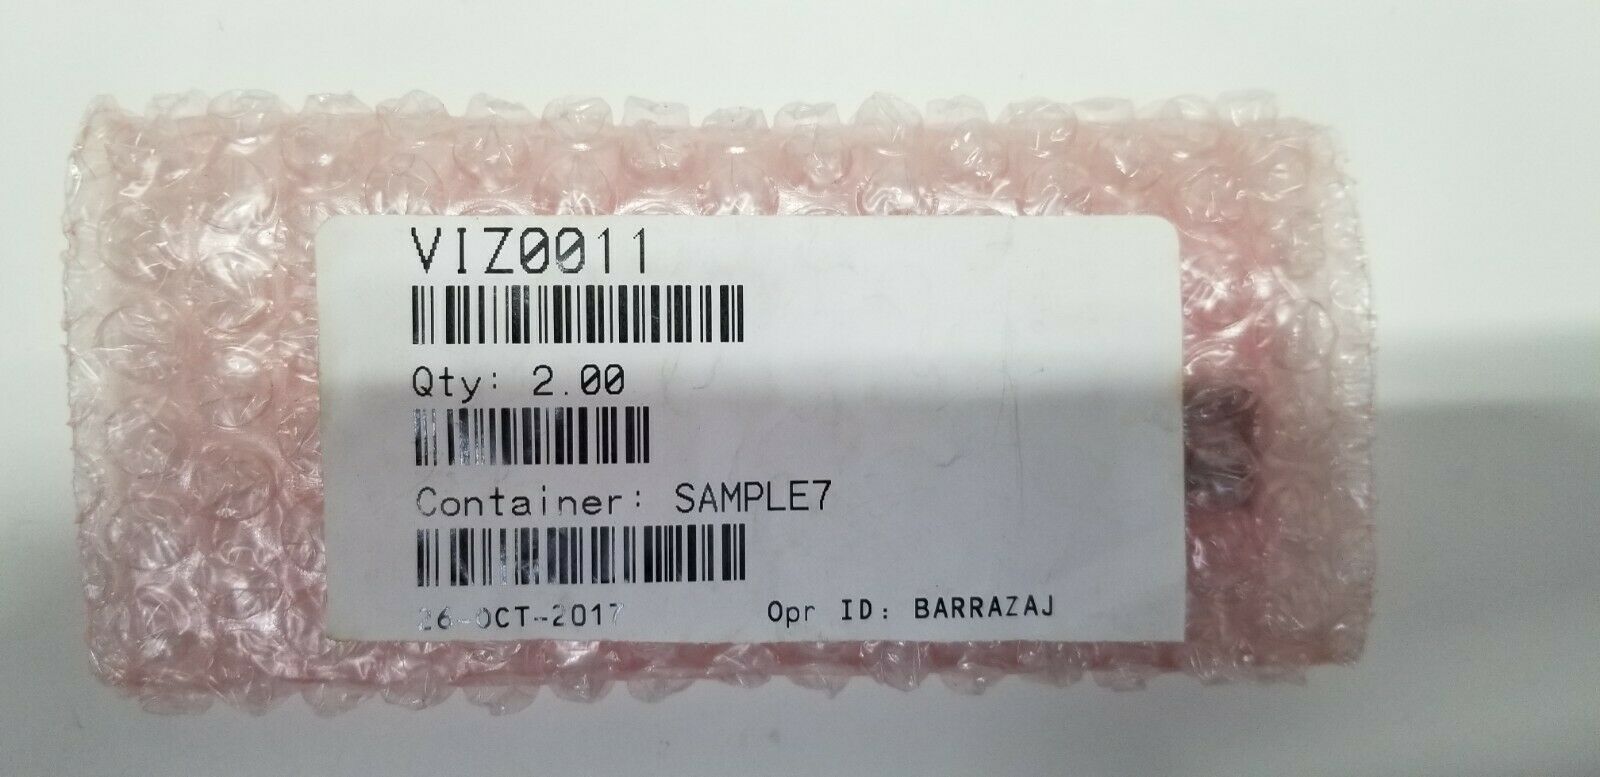 VIZ0011
Qty: 2.00
Container: SAMPLE7
26-OCT-2017 Opr ID: BARRAZAJ